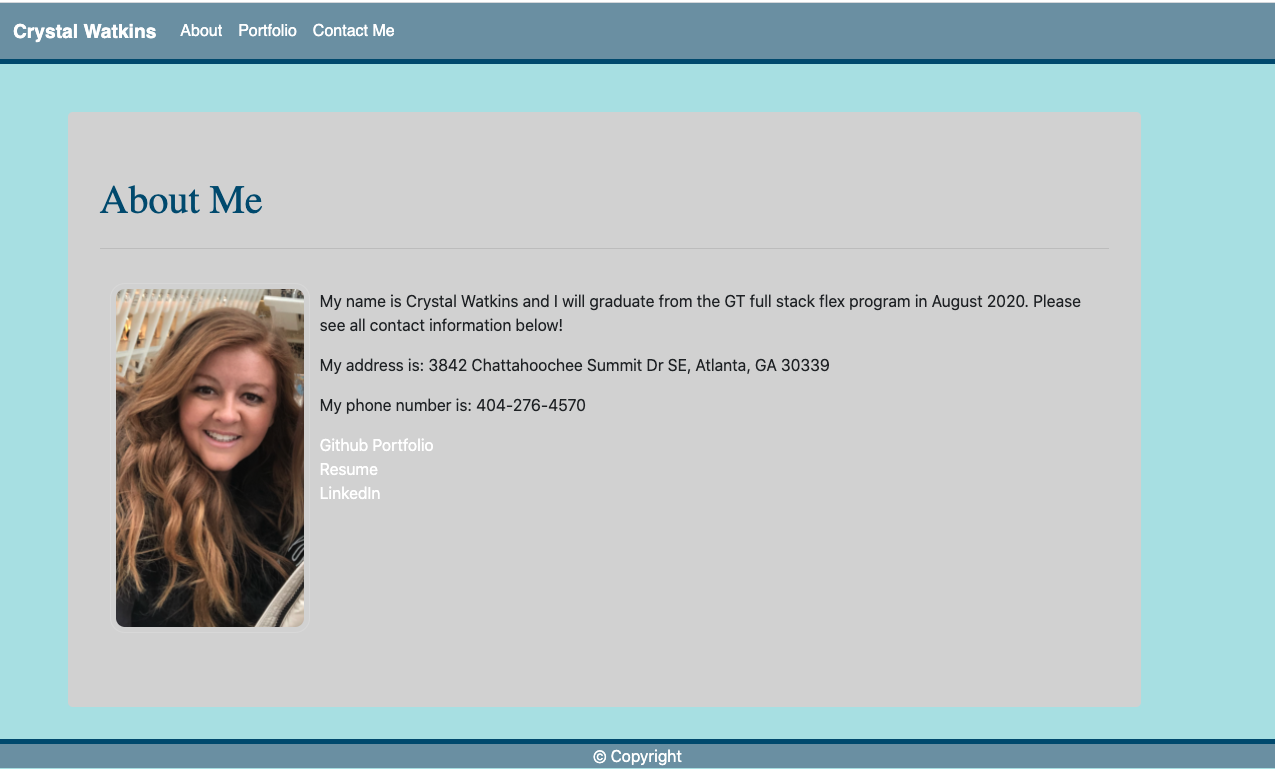 Crystal Watkins About Portfolio Contact Me
About Me
My name is Crystal Watkins and I will graduate from the GT full stack flex program in August 2020. Please
see all contact information below!
My address is: 3842 Chattahoochee Summit Dr SE, Atlanta, GA 30339
My phone number is: 404-276-4570
Github Portfolio
Resume
LinkedIn
© Copyright